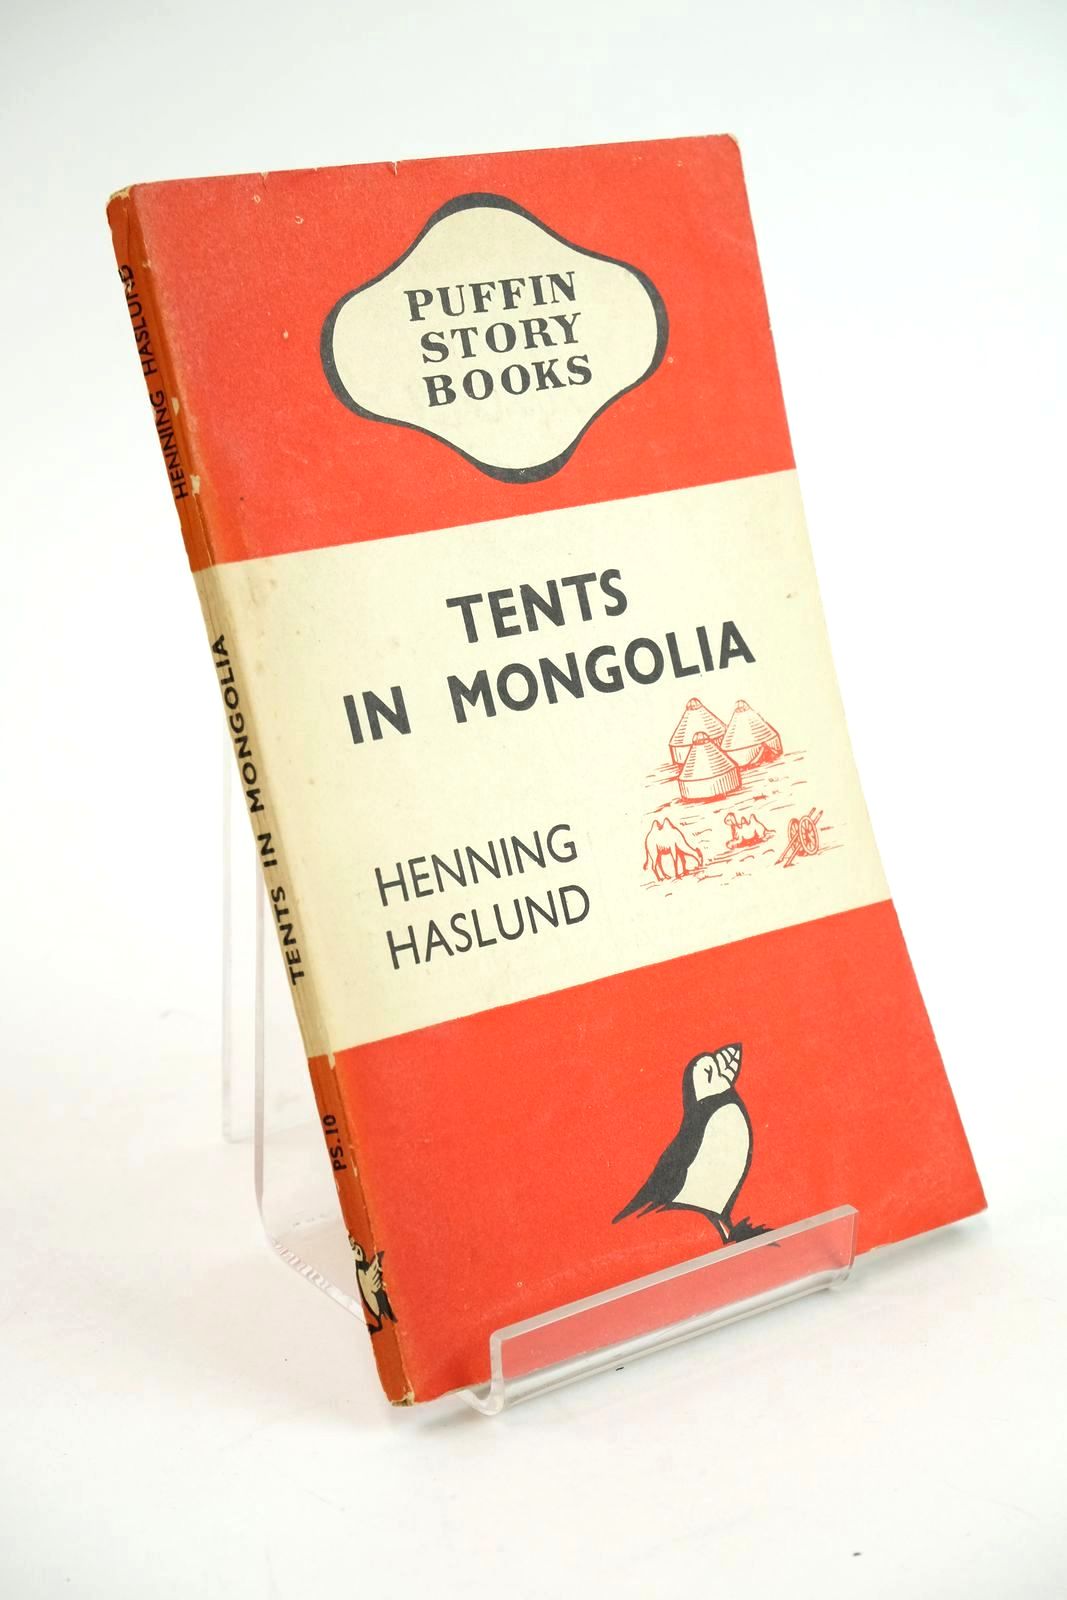 PUFFIN
STORY
BOOKS
TENTS
IN MONGOLIA
HENNING
HASLUND
HENNING HASLUND
TENTS IN MONGOLIA
PS.10